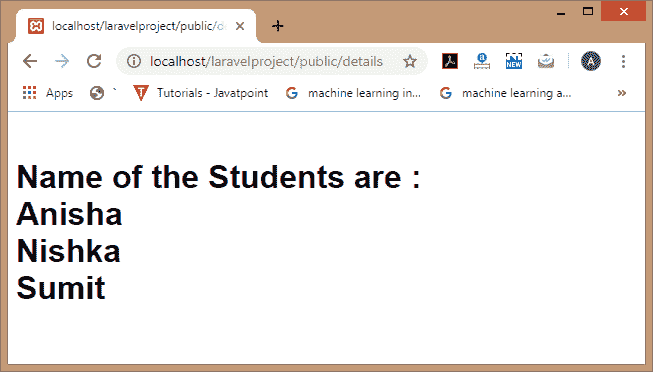 localhost/laravelproject/public/d
localhost/laravelproject/public/details
A
NEW
A
Apps
`
T
Tutorials - Javatpoint
G
machine learning in...
G
machine learning a...
»
Name of the Students are :
Anisha
Nishka
Sumit